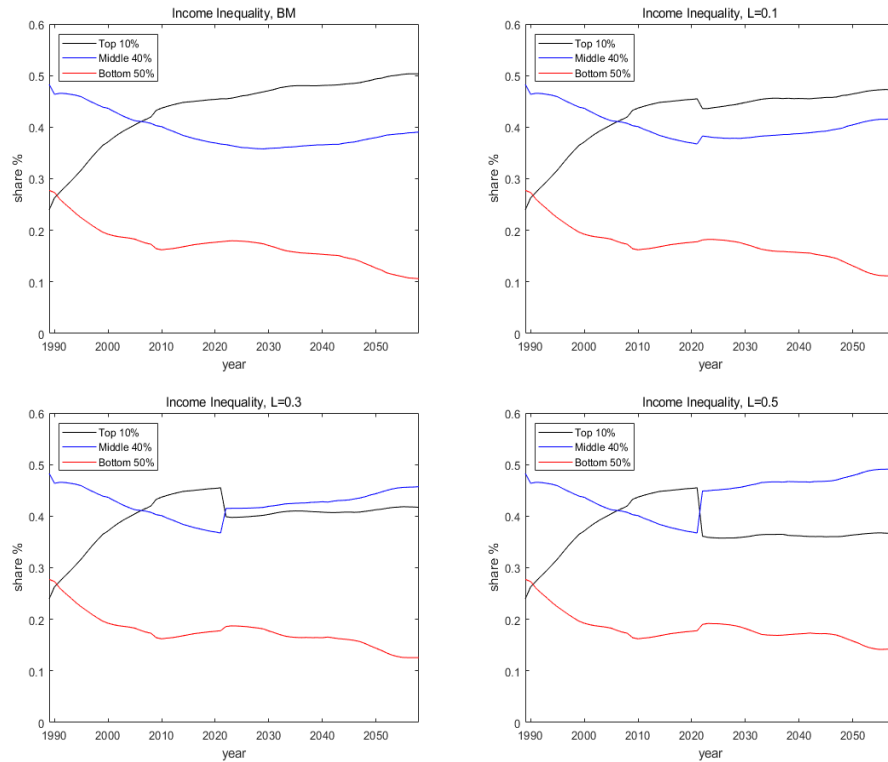 Income Inequality, BM
0.6
0.5
0.4
0.3
0.2
0.1
0
share %
Top 10%
Middle 40%
Bottom 50%
1990 2000 2010 2020 2030 2040 2050
year
Income Inequality, L=0.1
0.6
0.5
0.4
0.3
0.2
0.1
0
share %
Top 10%
Middle 40%
Bottom 50%
1990 2000 2010 2020 2030 2040 2050
year
Income Inequality, L=0.3
0.6
0.5
0.4
0.3
0.2
0.1
0
share %
Top 10%
Middle 40%
Bottom 50%
1990 2000 2010 2020 2030 2040 2050
year
Income Inequality, L=0.5
0.6
0.5
0.4
0.3
0.2
0.1
0
share %
Top 10%
Middle 40%
Bottom 50%
1990 2000 2010 2020 2030 2040 2050
year